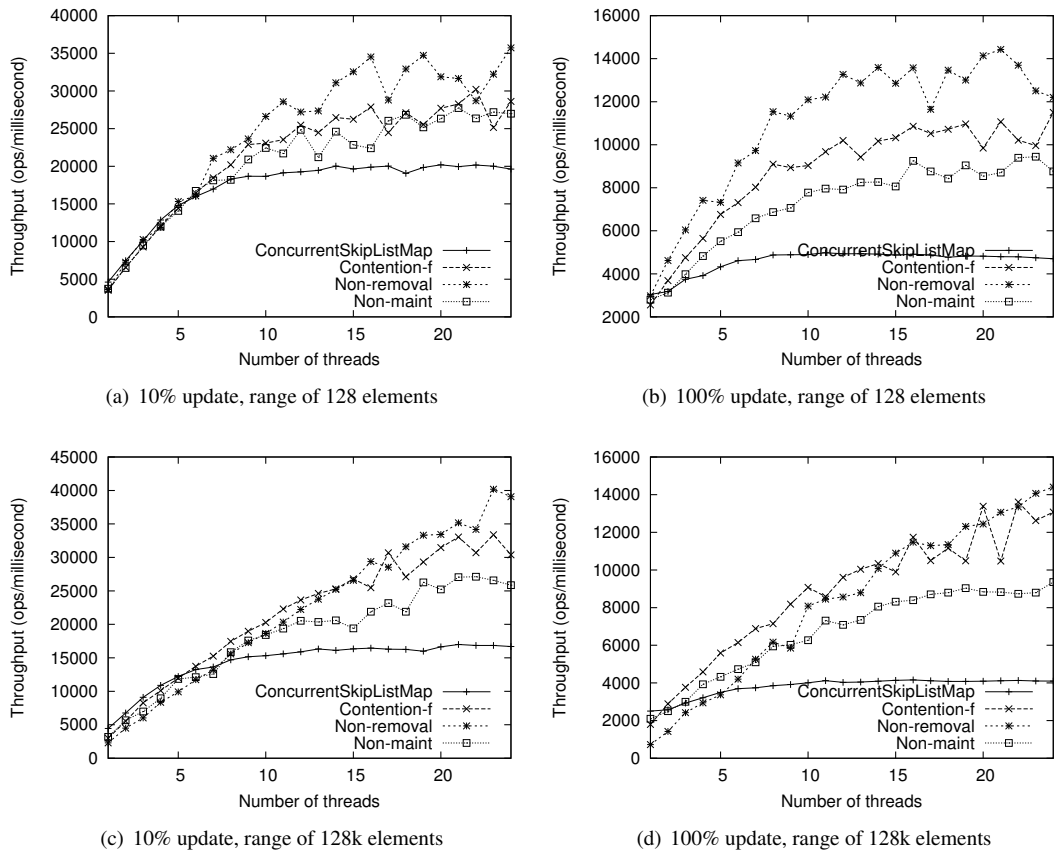 40000
35000
30000
25000
20000
15000
10000
5000
0
Throughput (ops/millisecond)
5 10 15 20
Number of threads
ConcurrentSkipListMap
Contention-f
Non-removal
Non-maint
(a) 10% update, range of 128 elements
16000
14000
12000
10000
8000
6000
4000
2000
Throughput (ops/millisecond)
5 10 15 20
Number of threads
ConcurrentSkipListMap
Contention-f
Non-removal
Non-maint
(b) 100% update, range of 128 elements
45000
40000
35000
30000
25000
20000
15000
10000
5000
0
Throughput (ops/millisecond)
5 10 15 20
Number of threads
ConcurrentSkipListMap
Contention-f
Non-removal
Non-maint
(c) 10% update, range of 128k elements
16000
14000
12000
10000
8000
6000
4000
2000
0
Throughput (ops/millisecond)
5 10 15 20
Number of threads
ConcurrentSkipListMap
Contention-f
Non-removal
Non-maint
(d) 100% update, range of 128k elements